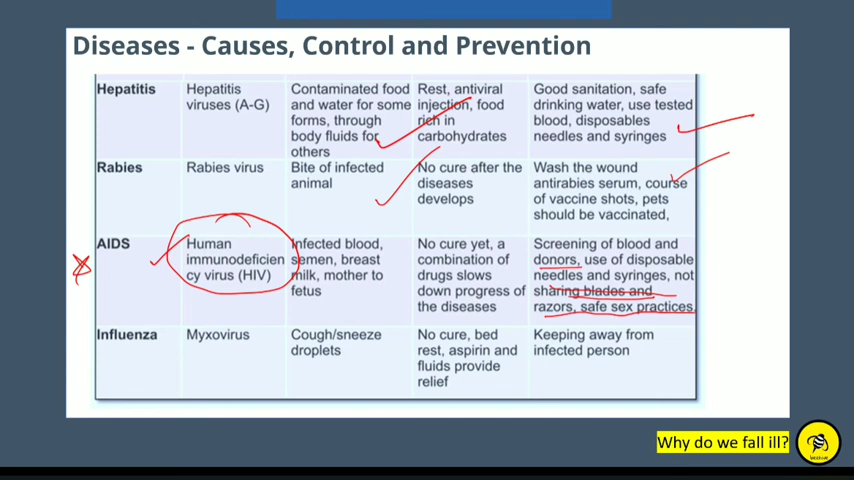 Diseases - Causes, Control and Prevention
Hepatitis
Hepatitis
viruses (A-G)
Contaminated food
and water for some
forms, through
body fluids for
others
Rest, antiviral
injection, food
rich in
carbohydrates
Good sanitation, safe
drinking water, use tested
blood, disposables
needles and syringes
Rabies
Rabies virus
Bite of infected
animal
No cure after the
diseases
develops
Wash the wound
antirabies serum, course
of vaccine shots, pets
should be vaccinated,
AIDS
Human
immunodeficien
cy virus (HIV)
Infected blood,
semen, breast
milk, mother to
fetus
No cure yet, a
combination of
drugs slows
down progress of
the diseases
Screening of blood and
donors, use of disposable
needles and syringes, not
sharing blades and
razors, safe sex practices.
Influenza
Myxovirus
Cough/sneeze
droplets
No cure, bed
rest, aspirin and
fluids provide
relief
Keeping away from
infected person
Why do we fall ill?